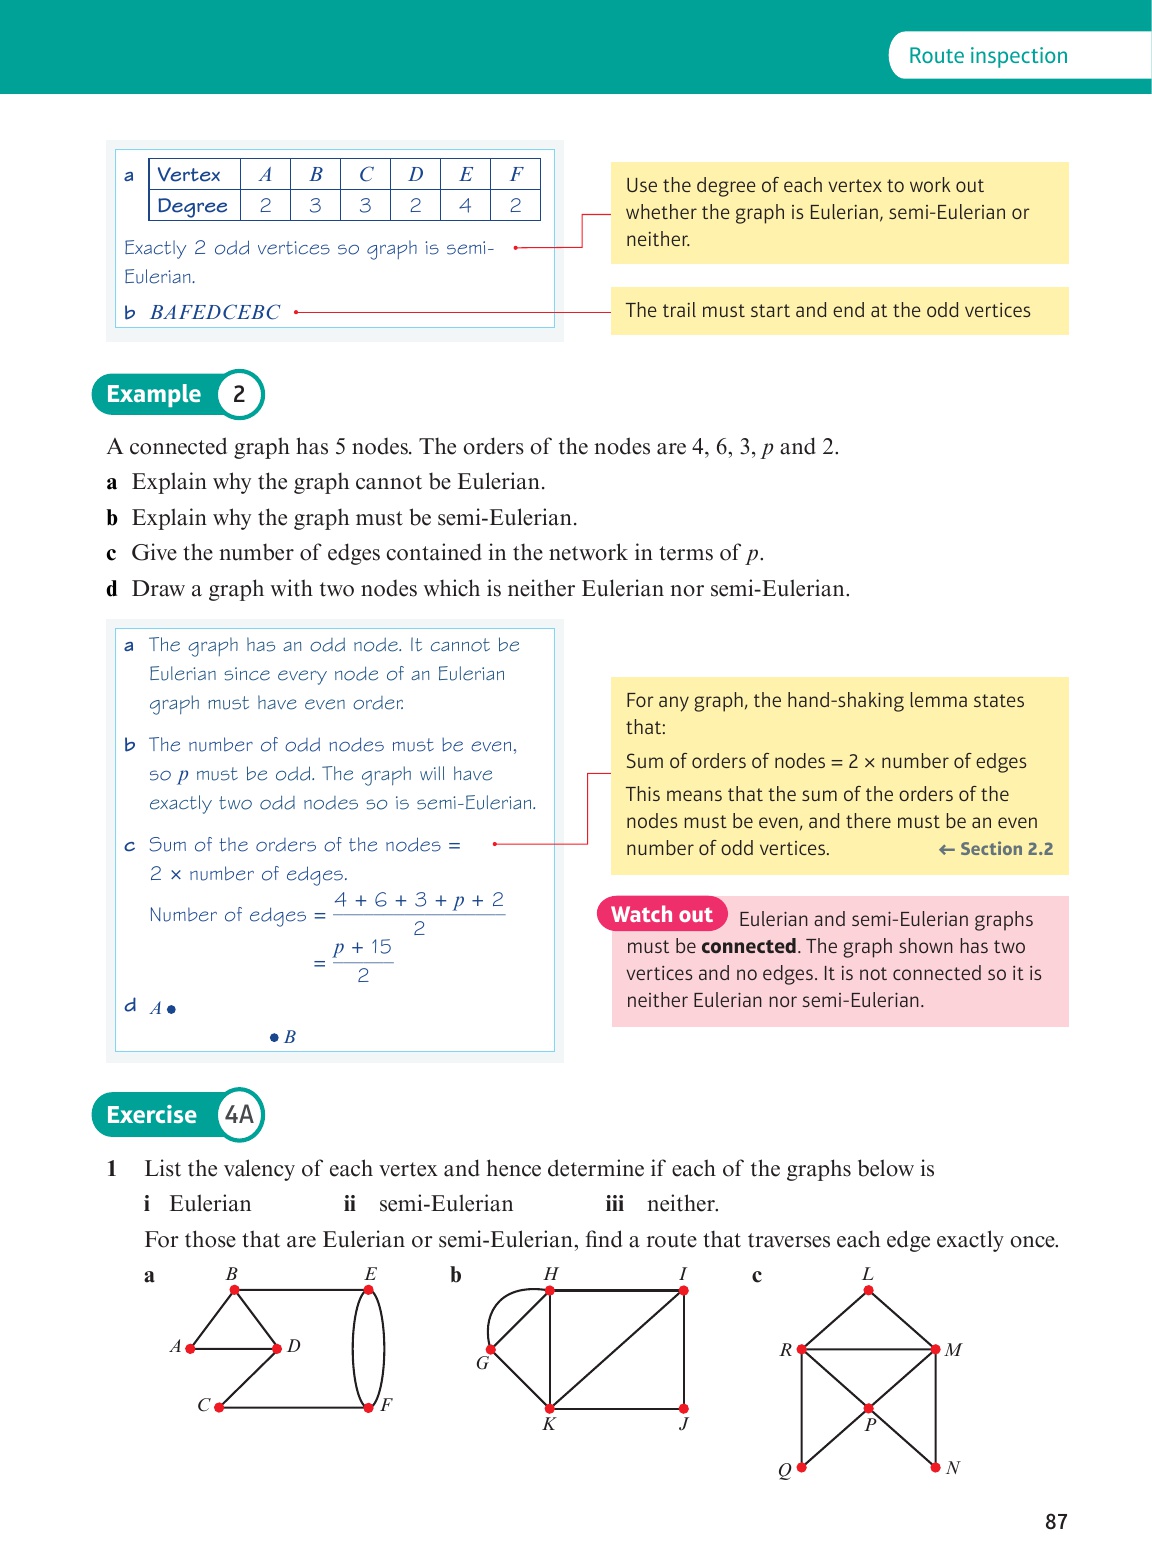 Route inspection
a Vertex A B C D E F
Degree 2 3 3 2 4 2
Exactly 2 odd vertices so graph is semi-
Eulerian.
b BAFEDCEBC
Use the degree of each vertex to work out
whether the graph is Eulerian, semi-Eulerian or
neither.
The trail must start and end at the odd vertices
Example 2
A connected graph has 5 nodes. The orders of the nodes are 4, 6, 3, p and 2.
a Explain why the graph cannot be Eulerian.
b Explain why the graph must be semi-Eulerian.
c Give the number of edges contained in the network in terms of p.
d Draw a graph with two nodes which is neither Eulerian nor semi-Eulerian.
a The graph has an odd node. It cannot be
Eulerian since every node of an Eulerian
graph must have even order.
b The number of odd nodes must be even,
so p must be odd. The graph will have
exactly two odd nodes so is semi-Eulerian.
c Sum of the orders of the nodes =
2 × number of edges.
Number of edges = (4 + 6 + 3 + p + 2)/2
= (p + 15)/2
d A
B
For any graph, the hand-shaking lemma states
that:
Sum of orders of nodes = 2 × number of edges
This means that the sum of the orders of the
nodes must be even, and there must be an even
number of odd vertices. ← Section 2.2
Watch out Eulerian and semi-Eulerian graphs
must be connected. The graph shown has two
vertices and no edges. It is not connected so it is
neither Eulerian nor semi-Eulerian.
Exercise 4A
1 List the valency of each vertex and hence determine if each of the graphs below is
i Eulerian ii semi-Eulerian iii neither.
For those that are Eulerian or semi-Eulerian, find a route that traverses each edge exactly once.
a B E
A D
C F
b H I
G
K J
c L
R M
P
Q N
87